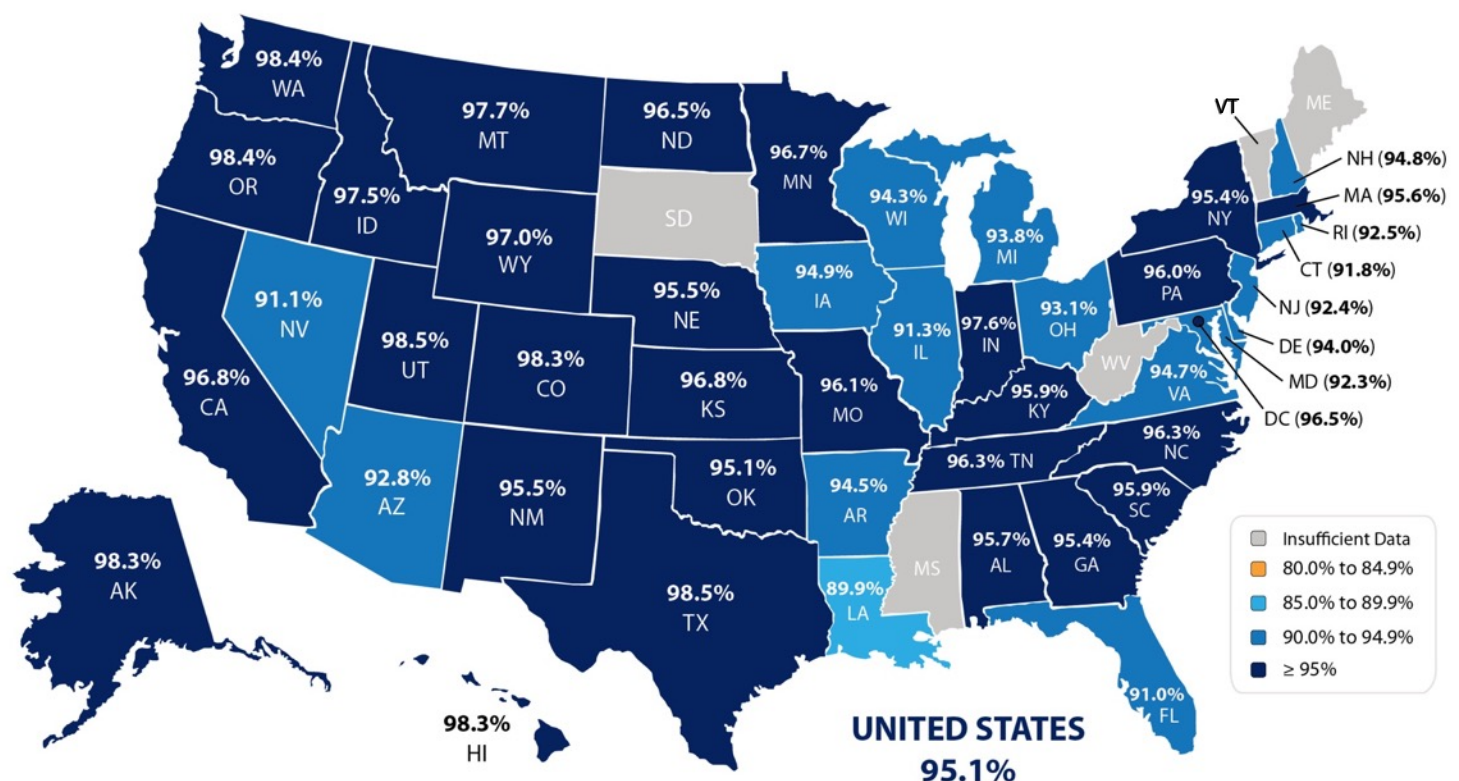 98.4%
WA
98.4%
OR
97.5%
ID
97.7%
MT
96.5%
ND
SD
97.0%
WY
96.7%
MN
94.3%
WI
93.8%
MI
VT
ME
NH (94.8%)
95.4%
NY
MA (95.6%)
RI (92.5%)
CT (91.8%)
96.0%
PA
NJ (92.4%)
DE (94.0%)
MD (92.3%)
DC (96.5%)
96.8%
CA
91.1%
NV
98.5%
UT
98.3%
CO
95.5%
NE
96.8%
KS
94.9%
IA
91.3%
IL
97.6%
IN
93.1%
OH
WV
94.7%
VA
96.1%
MO
95.9%
KY
96.3% TN
96.3%
NC
95.9%
SC
92.8%
AZ
95.5%
NM
95.1%
OK
94.5%
AR
MS
95.7%
AL
95.4%
GA
98.5%
TX
89.9%
LA
91.0%
FL
98.3%
AK
98.3%
HI
Insufficient Data
80.0% to 84.9%
85.0% to 89.9%
90.0% to 94.9%
≥ 95%
UNITED STATES
95.1%